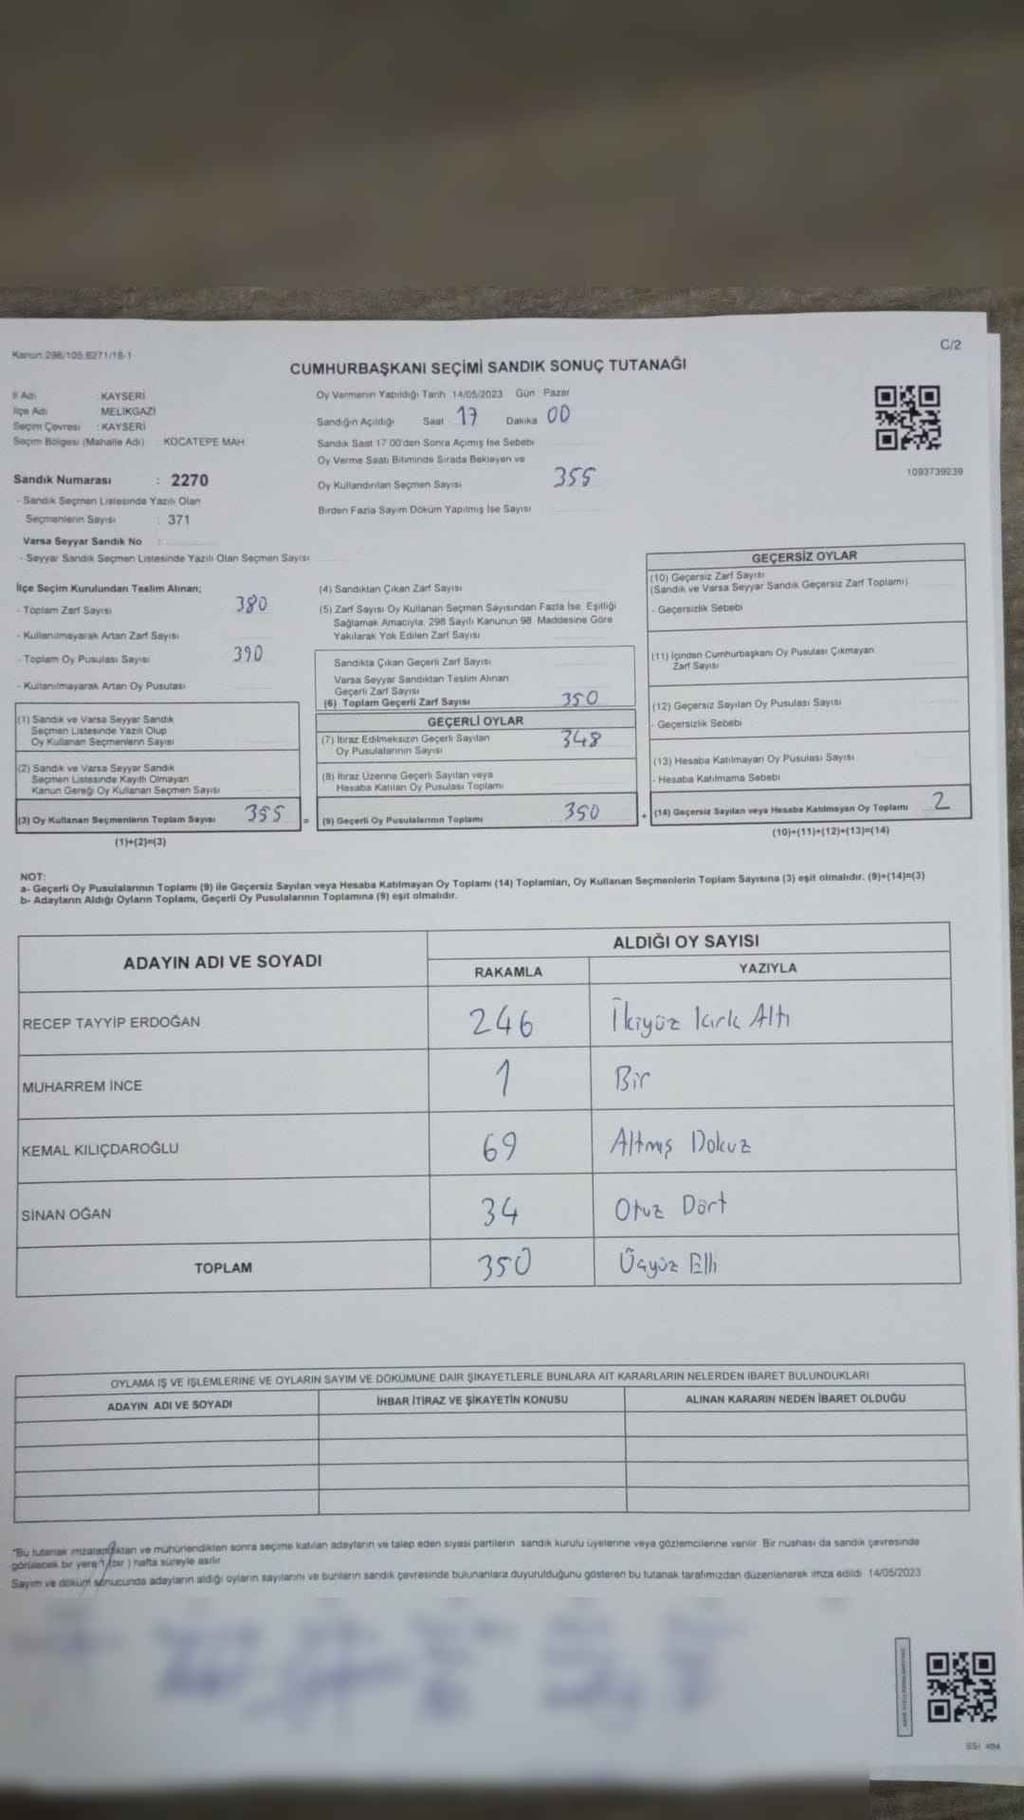 Kanun 298/105,6271/18-1
C/2
CUMHURBAŞKANI SEÇİMİ SANDIK SONUÇ TUTANAĞI
İl Adı KAYSERİ
İlçe Adı MELİKGAZİ
Seçim Çevresi : KAYSERİ
Seçim Bölgesi (Mahalle Adı) KOCATEPE MAH.
Sandık Numarası : 2270
- Sandık Seçmen Listesinde Yazılı Olan
Seçmenlerin Sayısı : 371
Varsa Seyyar Sandık No :
- Seyyar Sandık Seçmen Listesinde Yazılı Olan Seçmen Sayısı
Oy Vermenin Yapıldığı Tarih 14/05/2023 Gün Pazar
Sandığın Açıldığı Saat 17 Dakika 00
Sandık Saat 17.00'den Sonra Açımış İse Sebebi
Oy Verme Saati Bitiminde Sırada Bekleyen ve
Oy Kullandırılan Seçmen Sayısı 355
Birden Fazla Sayım Döküm Yapılmış İse Sayısı
1093739239
İlçe Seçim Kurulundan Teslim Alınan;
- Toplam Zarf Sayısı 380
- Kullanılmayarak Artan Zarf Sayısı
- Toplam Oy Pusulası Sayısı 390
- Kullanılmayarak Artan Oy Pusulası
(1) Sandık ve Varsa Seyyar Sandık
Seçmen Listesinde Yazılı Olup
Oy Kullanan Seçmenlerin Sayısı
(2) Sandık ve Varsa Seyyar Sandık
Seçmen Listesinde Kayıtlı Olmayan
Kanun Gereği Oy Kullanan Seçmen Sayısı
(3) Oy Kullanan Seçmenlerin Toplam Sayısı 355 =
(1)+(2)=(3)
(4) Sandıktan Çıkan Zarf Sayısı
(5) Zarf Sayısı Oy Kullanan Seçmen Sayısından Fazla İse, Eşitliği
Sağlamak Amacıyla, 298 Sayılı Kanunun 98. Maddesine Göre
Yakılarak Yok Edilen Zarf Sayısı
Sandıkta Çıkan Geçerli Zarf Sayısı
Varsa Seyyar Sandıktan Teslim Alınan
Geçerli Zarf Sayısı
(6) Toplam Geçerli Zarf Sayısı 350
GEÇERLİ OYLAR
(7) İtiraz Edilmeksizin Geçerli Sayılan
Oy Pusulalarının Sayısı 348
(8) İtiraz Üzerine Geçerli Sayılan veya
Hesaba Katılan Oy Pusulası Toplamı
(9) Geçerli Oy Pusulalarının Toplamı 350 +
GEÇERSİZ OYLAR
(10) Geçersiz Zarf Sayısı
(Sandık ve Varsa Seyyar Sandık Geçersiz Zarf Toplamı)
- Geçersizlik Sebebi
(11) İçinden Cumhurbaşkanı Oy Pusulası Çıkmayan
Zarf Sayısı
(12) Geçersiz Sayılan Oy Pusulası Sayısı
- Geçersizlik Sebebi
(13) Hesaba Katılmayan Oy Pusulası Sayısı
- Hesaba Katılmama Sebebi
(14) Geçersiz Sayılan veya Hesaba Katılmayan Oy Toplamı 2
(10)+(11)+(12)+(13)=(14)
NOT:
a- Geçerli Oy Pusulalarının Toplamı (9) ile Geçersiz Sayılan veya Hesaba Katılmayan Oy Toplamı (14) Toplamları, Oy Kullanan Seçmenlerin Toplam Sayısına (3) eşit olmalıdır. (9)+(14)=(3)
b- Adayların Aldığı Oyların Toplamı, Geçerli Oy Pusulalarının Toplamına (9) eşit olmalıdır.
ADAYIN ADI VE SOYADI
ALDIĞI OY SAYISI
RAKAMLA YAZIYLA
RECEP TAYYİP ERDOĞAN 246 İkiyüz Kırk Altı
MUHARREM İNCE 1 Bir
KEMAL KILIÇDAROĞLU 69 Altmış Dokuz
SİNAN OĞAN 34 Otuz Dört
TOPLAM 350 Üçyüz Elli
OYLAMA İŞ VE İŞLEMLERİNE VE OYLARIN SAYIM VE DÖKÜMÜNE DAİR ŞİKAYETLERLE BUNLARA AİT KARARLARIN NELERDEN İBARET BULUNDUKLARI
ADAYIN ADI VE SOYADI İHBAR İTİRAZ VE ŞİKAYETİN KONUSU ALINAN KARARIN NEDEN İBARET OLDUĞU
*Bu tutanak imzalandıktan ve mühürlendikten sonra seçime katılan adayların ve talep eden siyasi partilerin sandık kurulu üyelerine veya gözlemcilerine verilir. Bir nüshası da sandık çevresinde
görülecek bir yere 1 (bir ) hafta süreyle asılır.
Sayım ve döküm sonucunda adayların aldığı oyların sayılarını ve bunların sandık çevresinde bulunanlara duyurulduğunu gösteren bu tutanak tarafımızdan düzenlenerek imza edildi. 14/05/2023